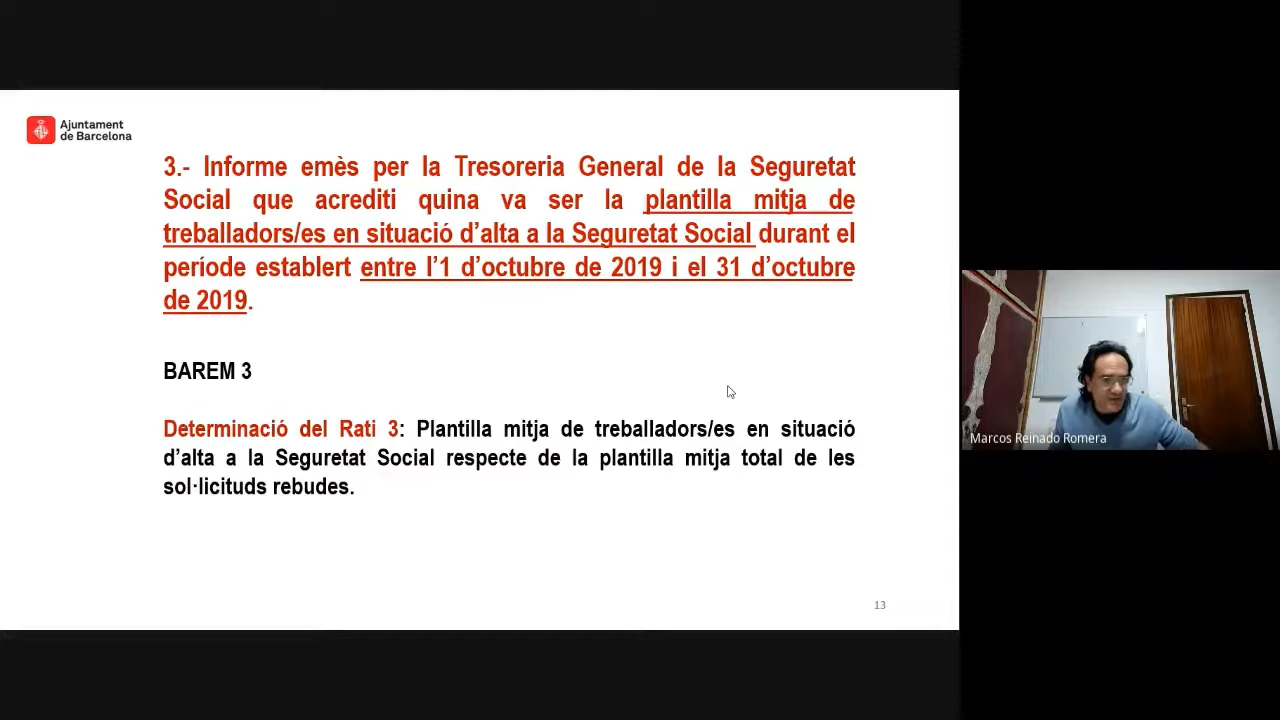 Ajuntament
de Barcelona
3.- Informe emès per la Tresoreria General de la Seguretat
Social que acrediti quina va ser la plantilla mitja de
treballadors/es en situació d'alta a la Seguretat Social durant el
període establert entre l'1 d'octubre de 2019 i el 31 d'octubre
de 2019.
BAREM 3
Determinació del Rati 3: Plantilla mitja de treballadors/es en situació
d'alta a la Seguretat Social respecte de la plantilla mitja total de les
sol·licituds rebudes.
13
Marcos Reinado Romera